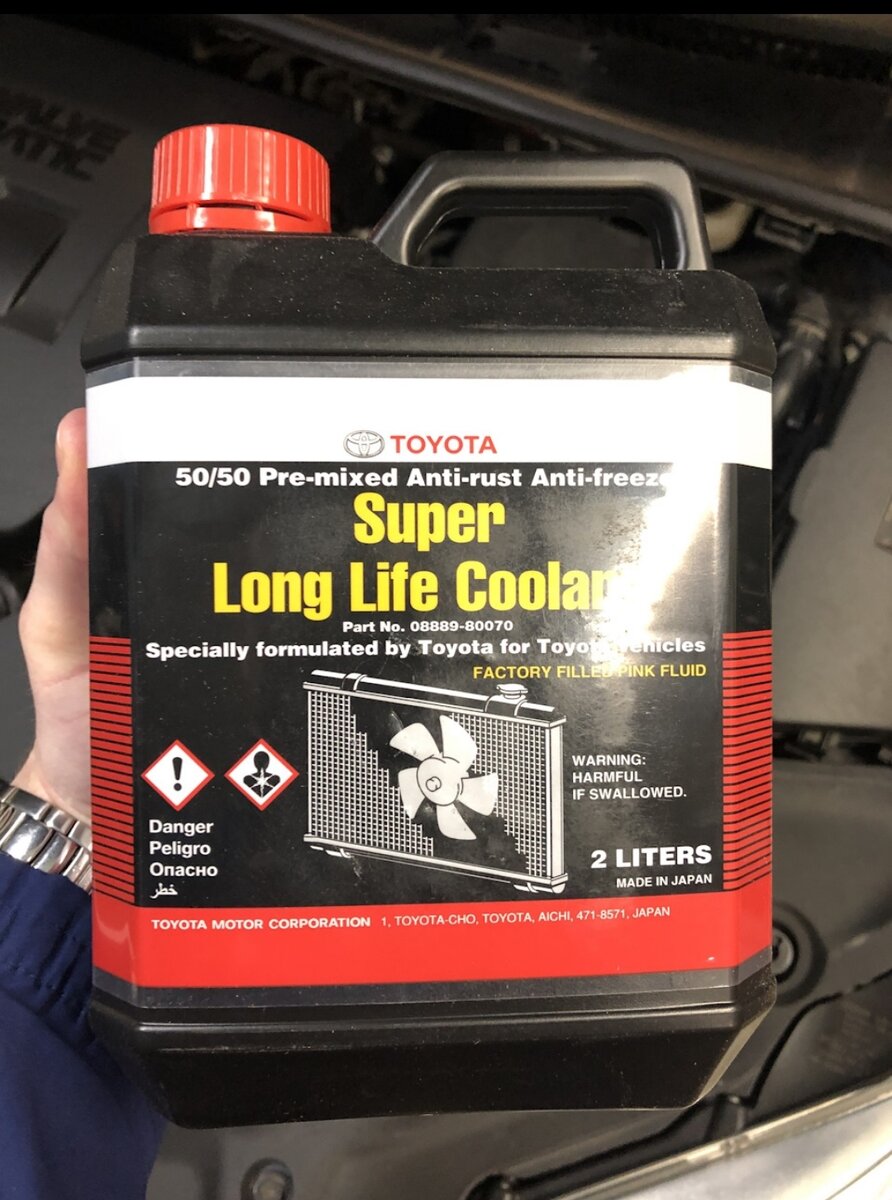 TOYOTA
50/50 Pre-mixed Anti-rust Anti-freeze
Super
Long Life Coolant
Part No. 08889-80070
Specially formulated by Toyota for Toyota Vehicles
FACTORY FILLED PINK FLUID
WARNING:
HARMFUL
IF SWALLOWED.
Danger
Peligro
Опасно
خطر
2 LITERS
MADE IN JAPAN
TOYOTA MOTOR CORPORATION 1, TOYOTA-CHO, TOYOTA, AICHI, 471-8571, JAPAN